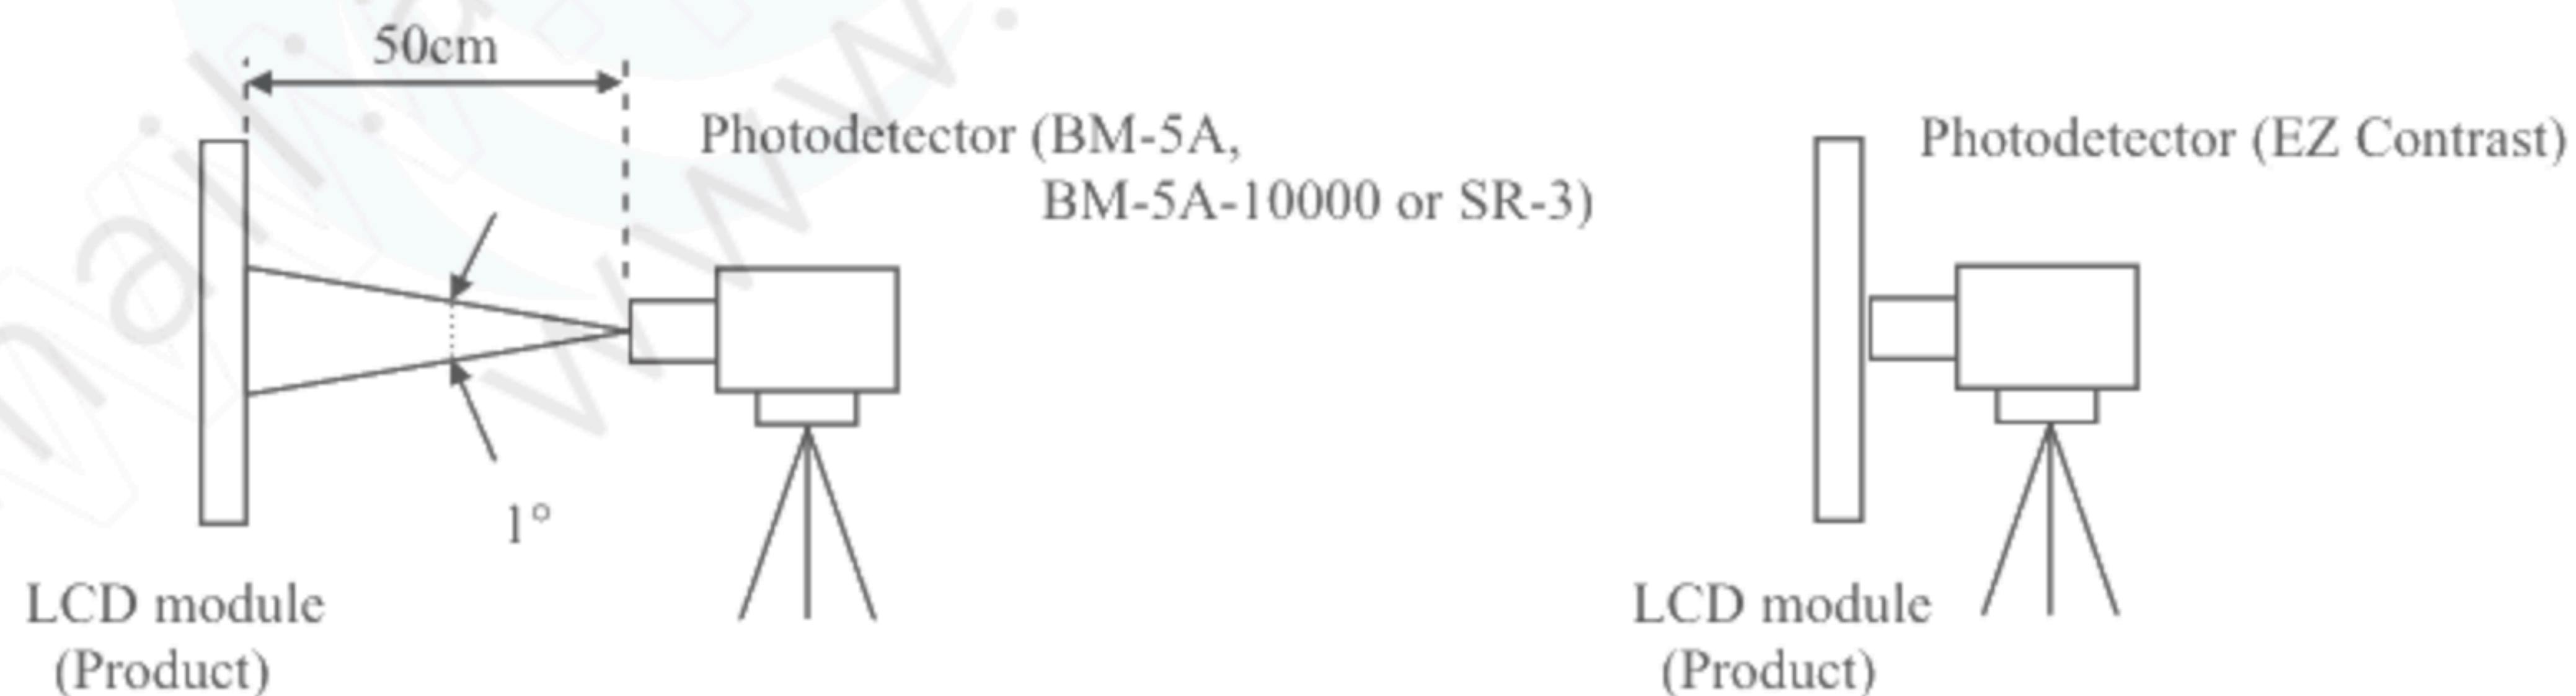 50cm
Photodetector (BM-5A,
BM-5A-10000 or SR-3)
1°
LCD module
(Product)
Photodetector (EZ Contrast)
LCD module
(Product)